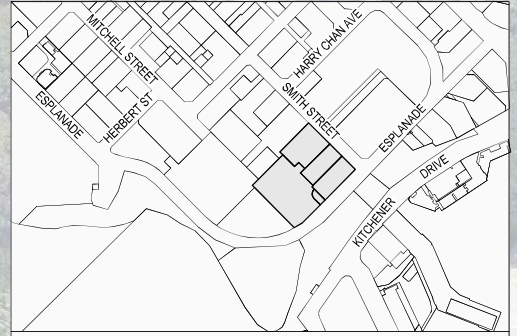 MITCHELL STREET
HARRY CHAN AVE
SMITH STREET
ESPLANADE
HERBERT ST
ESPLANADE
DRIVE
KITCHENER